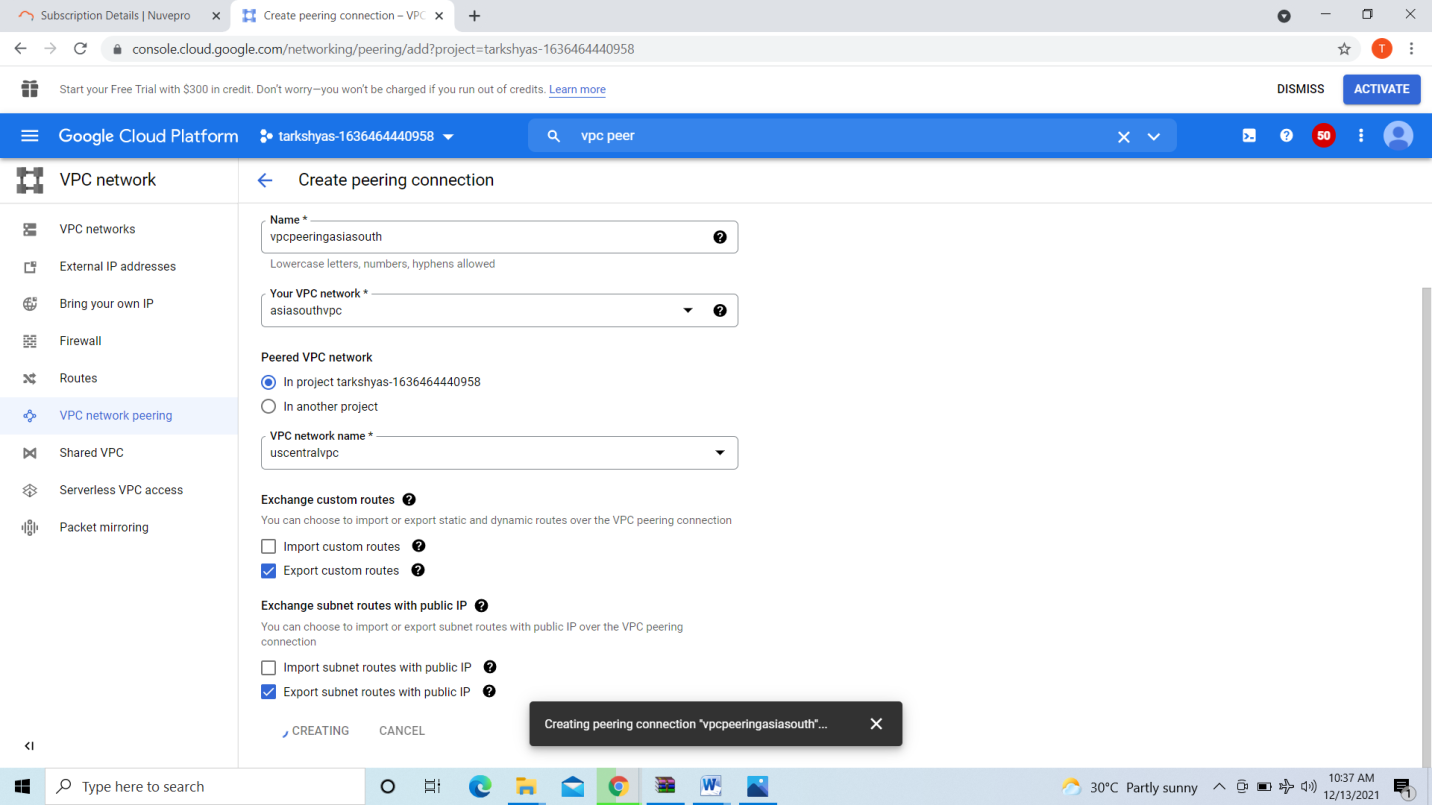 Subscription Details | Nuvepro
Create peering connection – VPC
console.cloud.google.com/networking/peering/add?project=tarkshyas-1636464440958
T
Start your Free Trial with $300 in credit. Don't worry—you won't be charged if you run out of credits. Learn more
DISMISS
ACTIVATE
Google Cloud Platform
tarkshyas-1636464440958
vpc peer
50
VPC network
VPC networks
External IP addresses
Bring your own IP
Firewall
Routes
VPC network peering
Shared VPC
Serverless VPC access
Packet mirroring
Create peering connection
Name *
vpcpeeringasiasouth
Lowercase letters, numbers, hyphens allowed
Your VPC network *
asiasouthvpc
Peered VPC network
In project tarkshyas-1636464440958
In another project
VPC network name *
uscentralvpc
Exchange custom routes
You can choose to import or export static and dynamic routes over the VPC peering connection
Import custom routes
Export custom routes
Exchange subnet routes with public IP
You can choose to import or export subnet routes with public IP over the VPC peering
connection
Import subnet routes with public IP
Export subnet routes with public IP
CREATING
CANCEL
Creating peering connection "vpcpeeringasiasouth"...
Type here to search
30°C Partly sunny
10:37 AM
12/13/2021
1